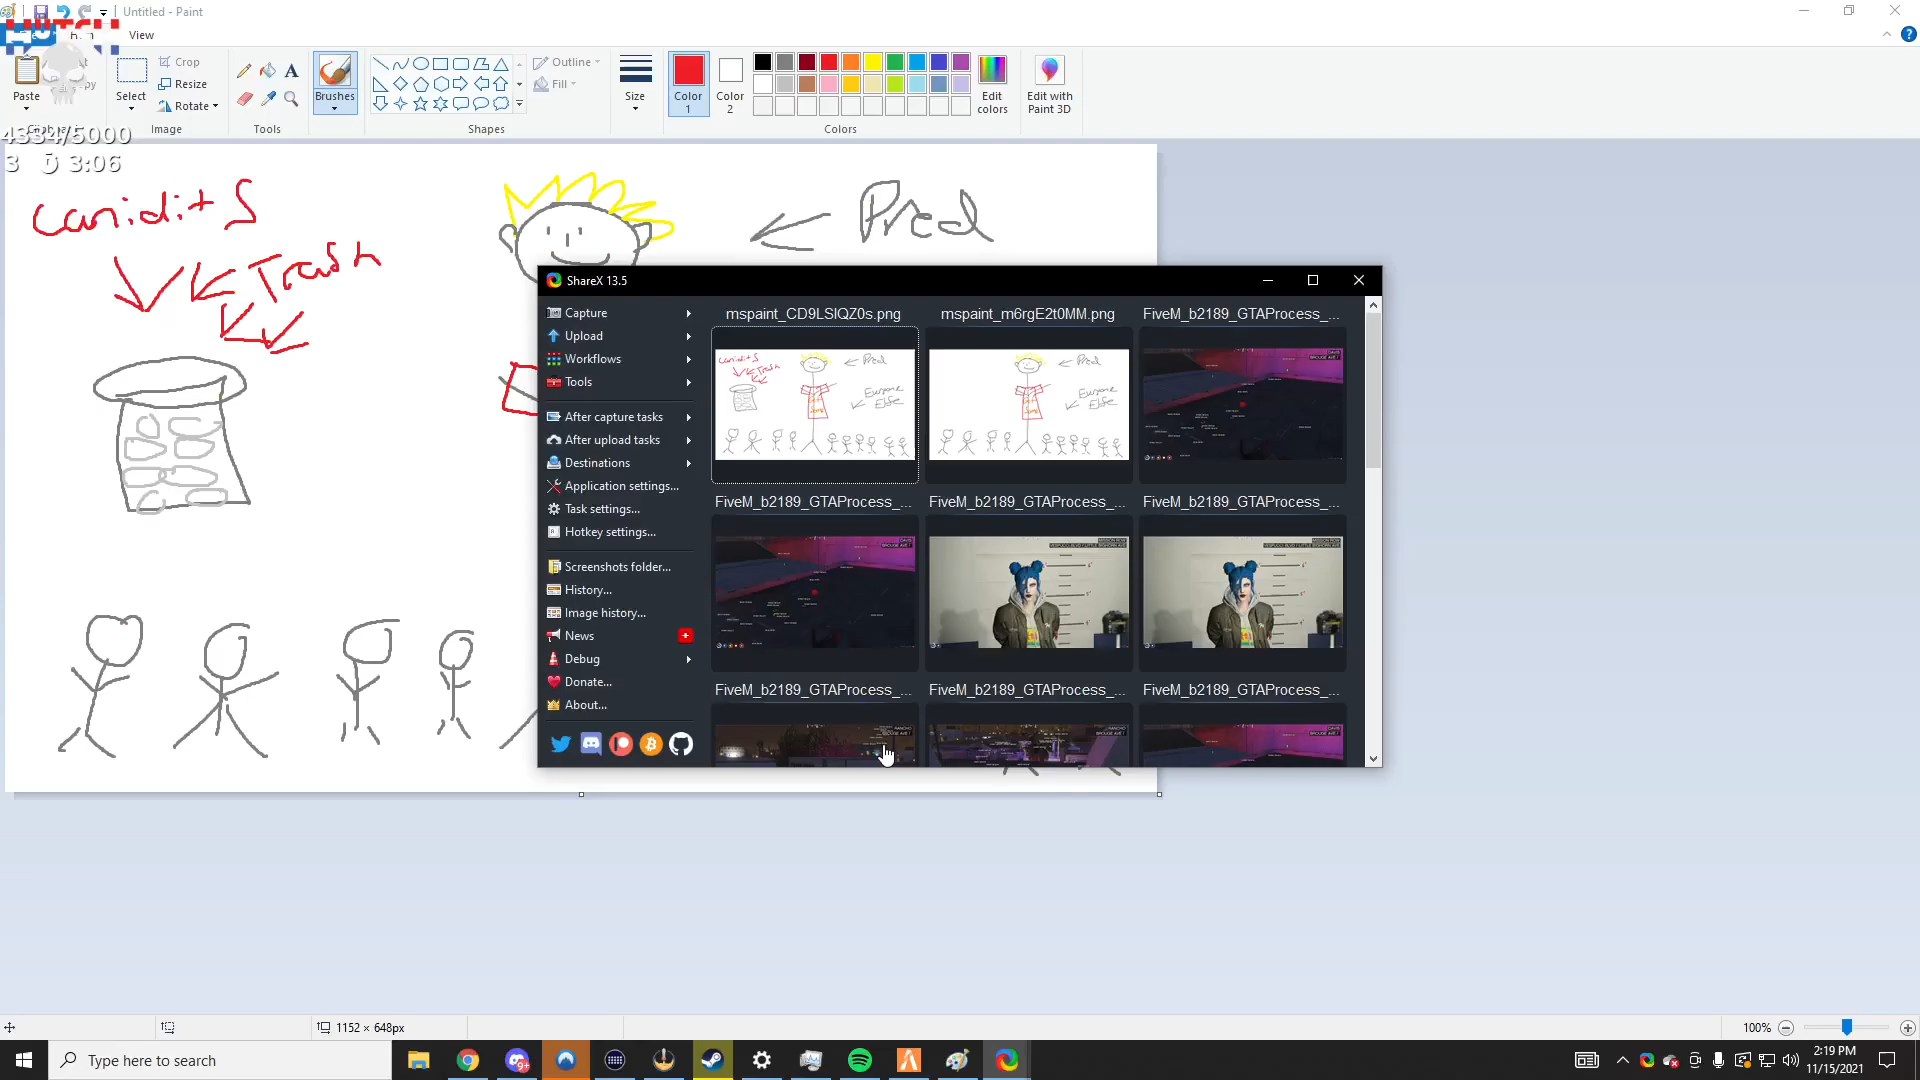 Untitled - Paint
HUTCH
View
Paste
Select
Crop
Resize
Rotate
Brushes
Outline
Fill
Size
Color
1
Color
2
Edit
colors
Edit with
Paint 3D
Image
Tools
Shapes
Colors
4334/5000
3 3:06
canidits
Trash
Pred
ShareX 13.5
Capture
Upload
Workflows
Tools
After capture tasks
After upload tasks
Destinations
Application settings...
Task settings...
Hotkey settings...
Screenshots folder...
History...
Image history...
News
Debug
Donate...
About...
mspaint_CD9LSlQZ0s.png
mspaint_m6rgE2t0MM.png
FiveM_b2189_GTAProcess_...
FiveM_b2189_GTAProcess_...
FiveM_b2189_GTAProcess_...
FiveM_b2189_GTAProcess_...
FiveM_b2189_GTAProcess_...
FiveM_b2189_GTAProcess_...
FiveM_b2189_GTAProcess_...
1152 × 648px
100%
Type here to search
2:19 PM
11/15/2021